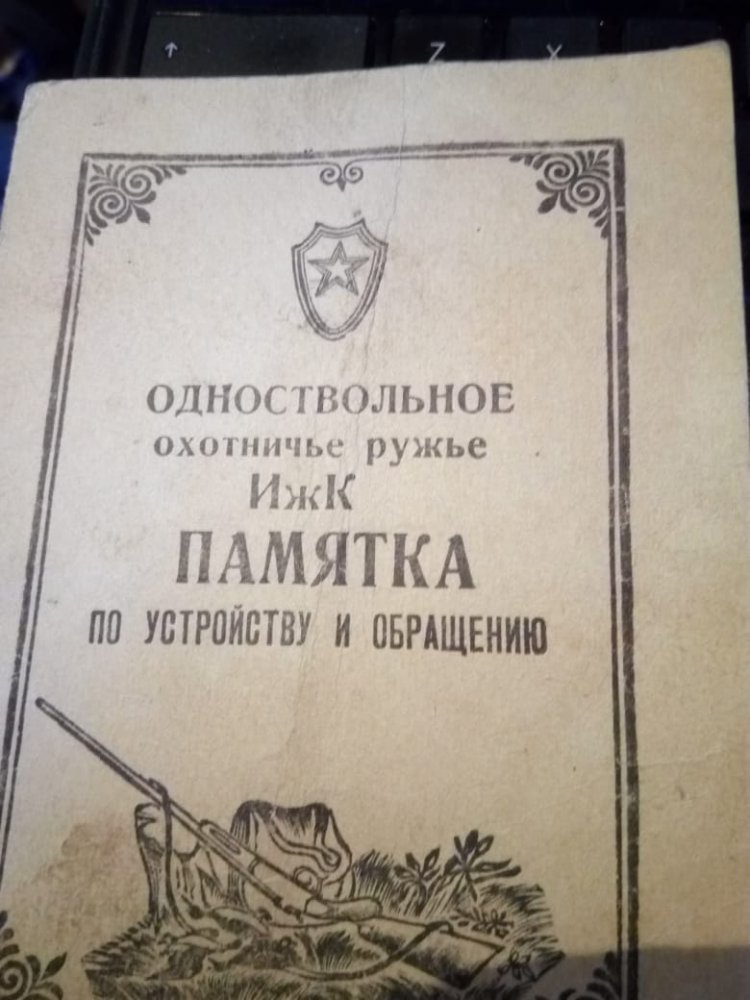 ↑ Z X
ОДНОСТВОЛЬНОЕ
охотничье ружье
ИжК
ПАМЯТКА
ПО УСТРОЙСТВУ И ОБРАЩЕНИЮ